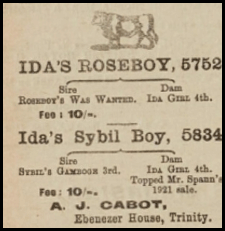 IDA'S ROSEBOY, 5752
Sire Dam
ROSEBOY'S WAS WANTED. IDA GIRL 4th.
Fee: 10/-.
Ida's Sybil Boy, 5834
Sire Dam
SYBIL'S GAMBOGE 3rd. IDA GIRL 4th.
Topped Mr. Spann's
Fee: 10/-. 1921 sale.
A. J. CABOT,
Ebenezer House, Trinity.